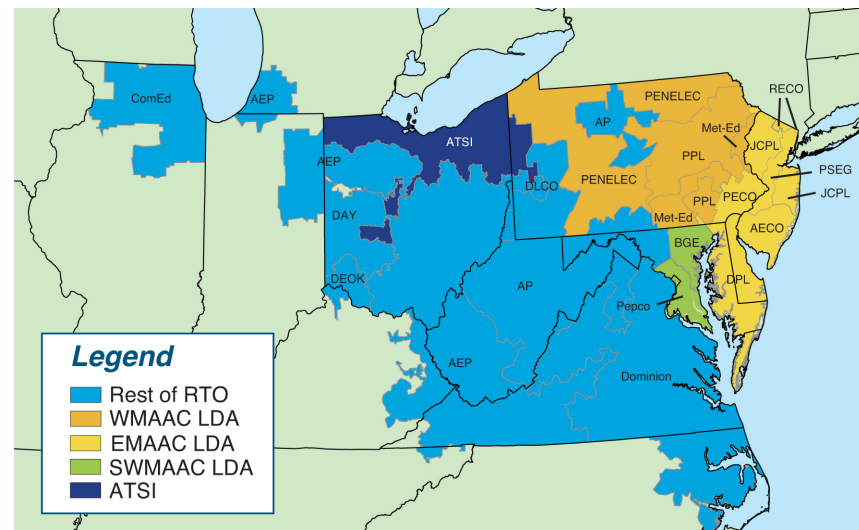 RECO
ComEd
AEP
PENELEC
AP
Met-Ed
JCPL
ATSI
AEP
PPL
PSEG
DLCO
PENELEC
PECO
JCPL
PPL
DAY
Met-Ed
AECO
BGE
DEOK
DPL
AP
Pepco
AEP
Dominion
Legend
Rest of RTO
WMAAC LDA
EMAAC LDA
SWMAAC LDA
ATSI